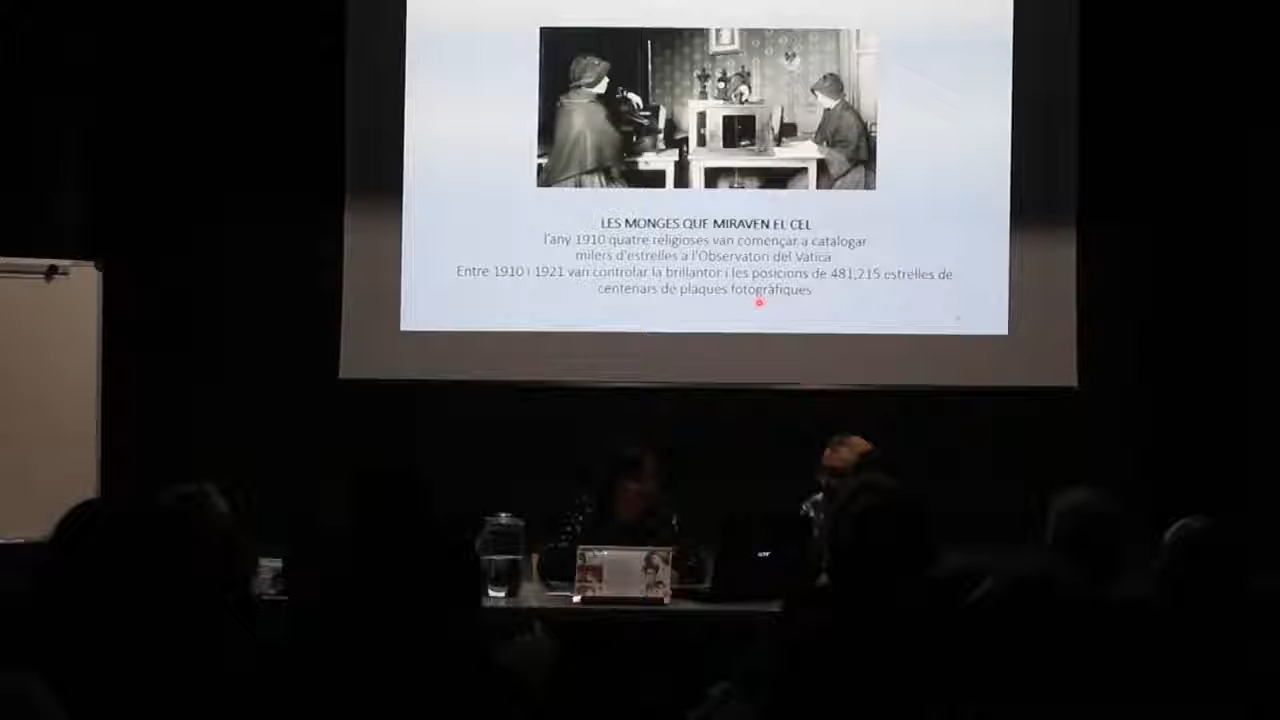 LES MONGES QUE MIRAVEN EL CEL
l'any 1910 quatre religioses van començar a catalogar
milers d'estrelles a l'Observatori del Vaticà
Entre 1910 i 1921 van controlar la brillantor i les posicions de 481,215 estrelles de
centenars de plaques fotogràfiques
acer